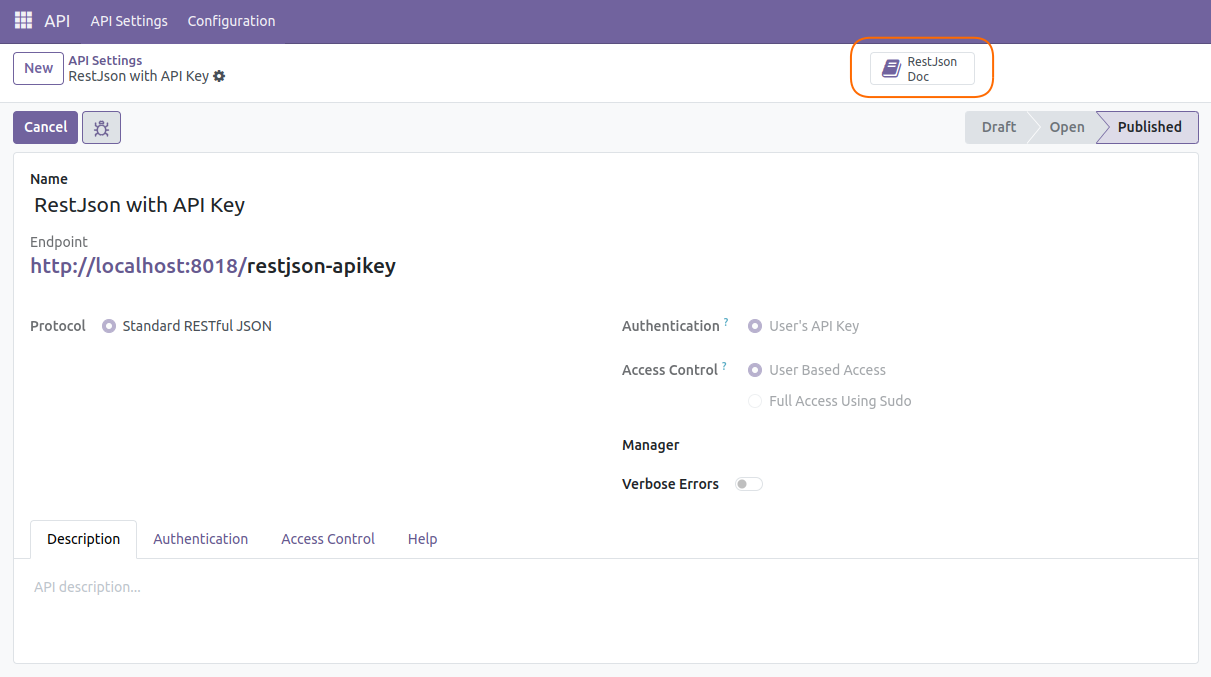 API API Settings Configuration
New
API Settings
RestJson with API Key
RestJson
Doc
Cancel
Draft Open Published
Name
RestJson with API Key
Endpoint
http://localhost:8018/restjson-apikey
Protocol Standard RESTful JSON
Authentication ? User's API Key
Access Control ? User Based Access
Full Access Using Sudo
Manager
Verbose Errors
Description Authentication Access Control Help
API description...